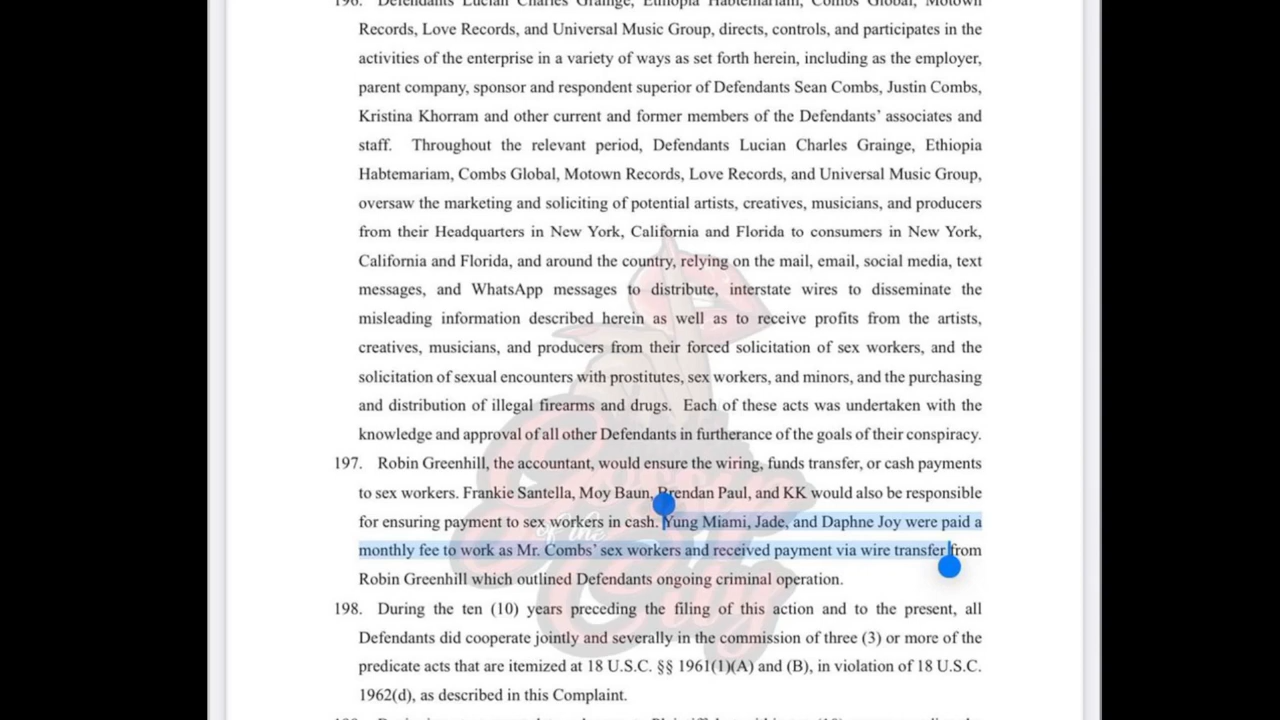 196. Defendants Lucian Charles Grainge, Ethiopia Habtemariam, Combs Global, Motown
Records, Love Records, and Universal Music Group, directs, controls, and participates in the
activities of the enterprise in a variety of ways as set forth herein, including as the employer,
parent company, sponsor and respondent superior of Defendants Sean Combs, Justin Combs,
Kristina Khorram and other current and former members of the Defendants' associates and
staff. Throughout the relevant period, Defendants Lucian Charles Grainge, Ethiopia
Habtemariam, Combs Global, Motown Records, Love Records, and Universal Music Group,
oversaw the marketing and soliciting of potential artists, creatives, musicians, and producers
from their Headquarters in New York, California and Florida to consumers in New York,
California and Florida, and around the country, relying on the mail, email, social media, text
messages, and WhatsApp messages to distribute, interstate wires to disseminate the
misleading information described herein as well as to receive profits from the artists,
creatives, musicians, and producers from their forced solicitation of sex workers, and the
solicitation of sexual encounters with prostitutes, sex workers, and minors, and the purchasing
and distribution of illegal firearms and drugs. Each of these acts was undertaken with the
knowledge and approval of all other Defendants in furtherance of the goals of their conspiracy.
197. Robin Greenhill, the accountant, would ensure the wiring, funds transfer, or cash payments
to sex workers. Frankie Santella, Moy Baun, Brendan Paul, and KK would also be responsible
for ensuring payment to sex workers in cash. Yung Miami, Jade, and Daphne Joy were paid a
monthly fee to work as Mr. Combs' sex workers and received payment via wire transfer from
Robin Greenhill which outlined Defendants ongoing criminal operation.
198. During the ten (10) years preceding the filing of this action and to the present, all
Defendants did cooperate jointly and severally in the commission of three (3) or more of the
predicate acts that are itemized at 18 U.S.C. §§ 1961(1)(A) and (B), in violation of 18 U.S.C.
1962(d), as described in this Complaint.
of the City